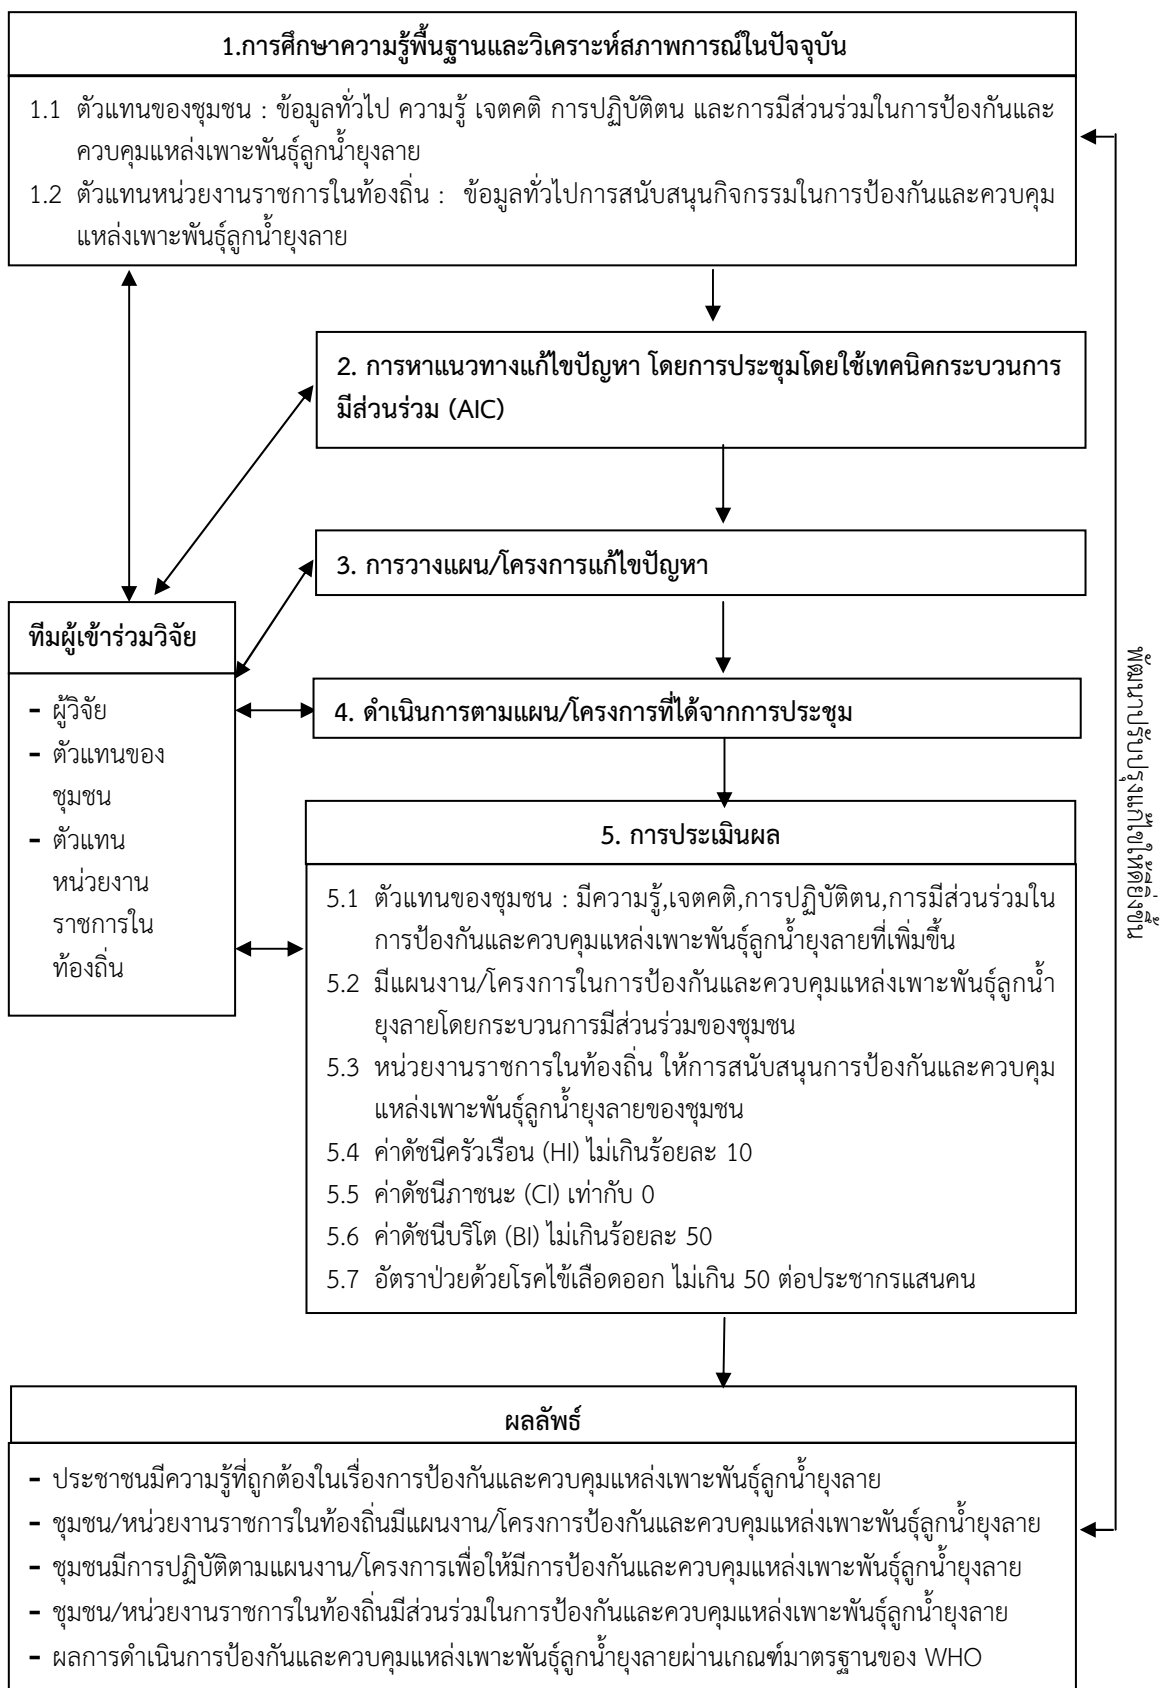 1.การศึกษาความรู้พื้นฐานและวิเคราะห์สภาพการณ์ในปัจจุบัน
1.1 ตัวแทนของชุมชน : ข้อมูลทั่วไป ความรู้ เจตคติ การปฏิบัติตน และการมีส่วนร่วมในการป้องกันและ
ควบคุมแหล่งเพาะพันธุ์ลูกน้ำยุงลาย
1.2 ตัวแทนหน่วยงานราชการในท้องถิ่น : ข้อมูลทั่วไปการสนับสนุนกิจกรรมในการป้องกันและควบคุม
แหล่งเพาะพันธุ์ลูกน้ำยุงลาย
2. การหาแนวทางแก้ไขปัญหา โดยการประชุมโดยใช้เทคนิคกระบวนการ
มีส่วนร่วม (AIC)
3. การวางแผน/โครงการแก้ไขปัญหา
ทีมผู้เข้าร่วมวิจัย
- ผู้วิจัย
- ตัวแทนของ
ชุมชน
- ตัวแทน
หน่วยงาน
ราชการใน
ท้องถิ่น
4. ดำเนินการตามแผน/โครงการที่ได้จากการประชุม
5. การประเมินผล
5.1 ตัวแทนของชุมชน : มีความรู้,เจตคติ,การปฏิบัติตน,การมีส่วนร่วมใน
การป้องกันและควบคุมแหล่งเพาะพันธุ์ลูกน้ำยุงลายที่เพิ่มขึ้น
5.2 มีแผนงาน/โครงการในการป้องกันและควบคุมแหล่งเพาะพันธุ์ลูกน้ำ
ยุงลายโดยกระบวนการมีส่วนร่วมของชุมชน
5.3 หน่วยงานราชการในท้องถิ่น ให้การสนับสนุนการป้องกันและควบคุม
แหล่งเพาะพันธุ์ลูกน้ำยุงลายของชุมชน
5.4 ค่าดัชนีครัวเรือน (HI) ไม่เกินร้อยละ 10
5.5 ค่าดัชนีภาชนะ (CI) เท่ากับ 0
5.6 ค่าดัชนีบริโต (BI) ไม่เกินร้อยละ 50
5.7 อัตราป่วยด้วยโรคไข้เลือดออก ไม่เกิน 50 ต่อประชากรแสนคน
พัฒนาปรับปรุงแก้ไขให้ดียิ่งขึ้น
ผลลัพธ์
- ประชาชนมีความรู้ที่ถูกต้องในเรื่องการป้องกันและควบคุมแหล่งเพาะพันธุ์ลูกน้ำยุงลาย
- ชุมชน/หน่วยงานราชการในท้องถิ่นมีแผนงาน/โครงการป้องกันและควบคุมแหล่งเพาะพันธุ์ลูกน้ำยุงลาย
- ชุมชนมีการปฏิบัติตามแผนงาน/โครงการเพื่อให้มีการป้องกันและควบคุมแหล่งเพาะพันธุ์ลูกน้ำยุงลาย
- ชุมชน/หน่วยงานราชการในท้องถิ่นมีส่วนร่วมในการป้องกันและควบคุมแหล่งเพาะพันธุ์ลูกน้ำยุงลาย
- ผลการดำเนินการป้องกันและควบคุมแหล่งเพาะพันธุ์ลูกน้ำยุงลายผ่านเกณฑ์มาตรฐานของ WHO